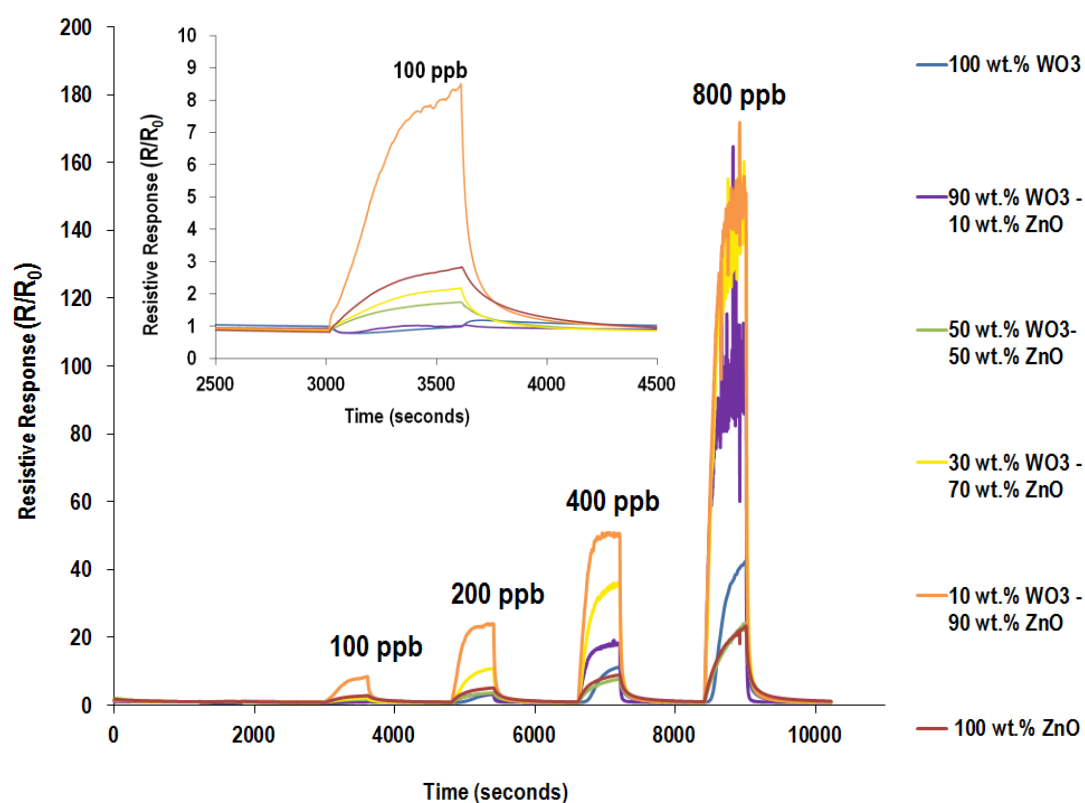 200
180
160
140
120
100
80
60
40
20
0
Resistive Response (R/R0)
0
2000
4000
6000
8000
10000
Time (seconds)
100 ppb
200 ppb
400 ppb
800 ppb
10
9
8
7
6
5
4
3
2
1
0
Resistive Response (R/R0)
100 ppb
2500
3000
3500
4000
4500
Time (seconds)
100 wt.% WO3
90 wt.% WO3 -
10 wt.% ZnO
50 wt.% WO3-
50 wt.% ZnO
30 wt.% WO3 -
70 wt.% ZnO
10 wt.% WO3 -
90 wt.% ZnO
100 wt.% ZnO